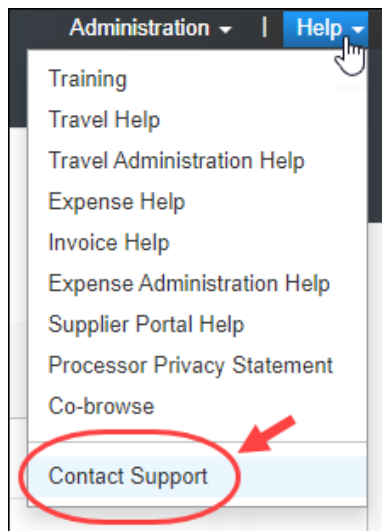 Administration | Help
Training
Travel Help
Travel Administration Help
Expense Help
Invoice Help
Expense Administration Help
Supplier Portal Help
Processor Privacy Statement
Co-browse
Contact Support